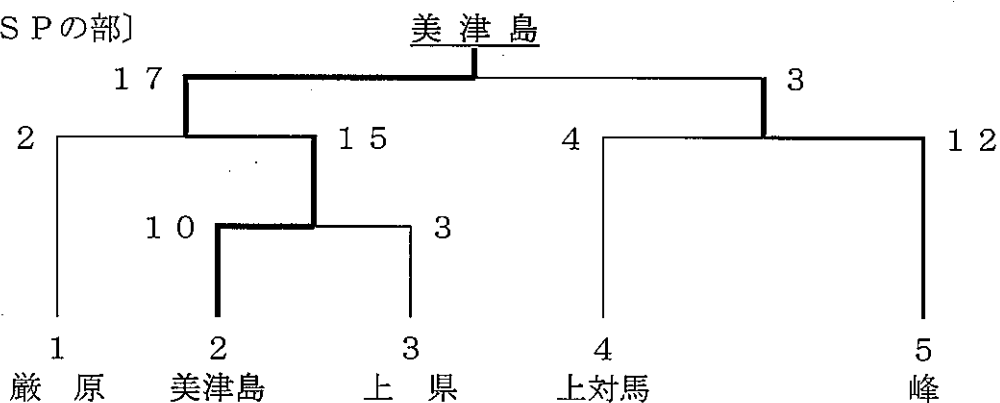 ＳＰの部〕
美 津 島
１７ ３
２ １５ ４ １２
１０ ３
１ ２ ３ ４ ５
厳 原 美津島 上 県 上対馬 峰